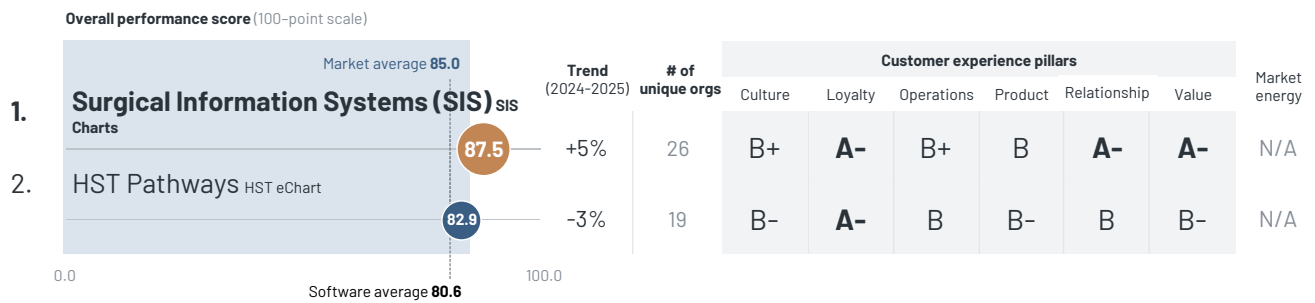 Overall performance score (100-point scale)
Market average 85.0
Trend
(2024-2025)
# of
unique orgs
Customer experience pillars
Culture Loyalty Operations Product Relationship Value
Market
energy
1. Surgical Information Systems (SIS) SIS
Charts
87.5 +5% 26 B+ A- B+ B A- A- N/A
2. HST Pathways HST eChart
82.9 -3% 19 B- A- B B- B B- N/A
0.0 100.0
Software average 80.6